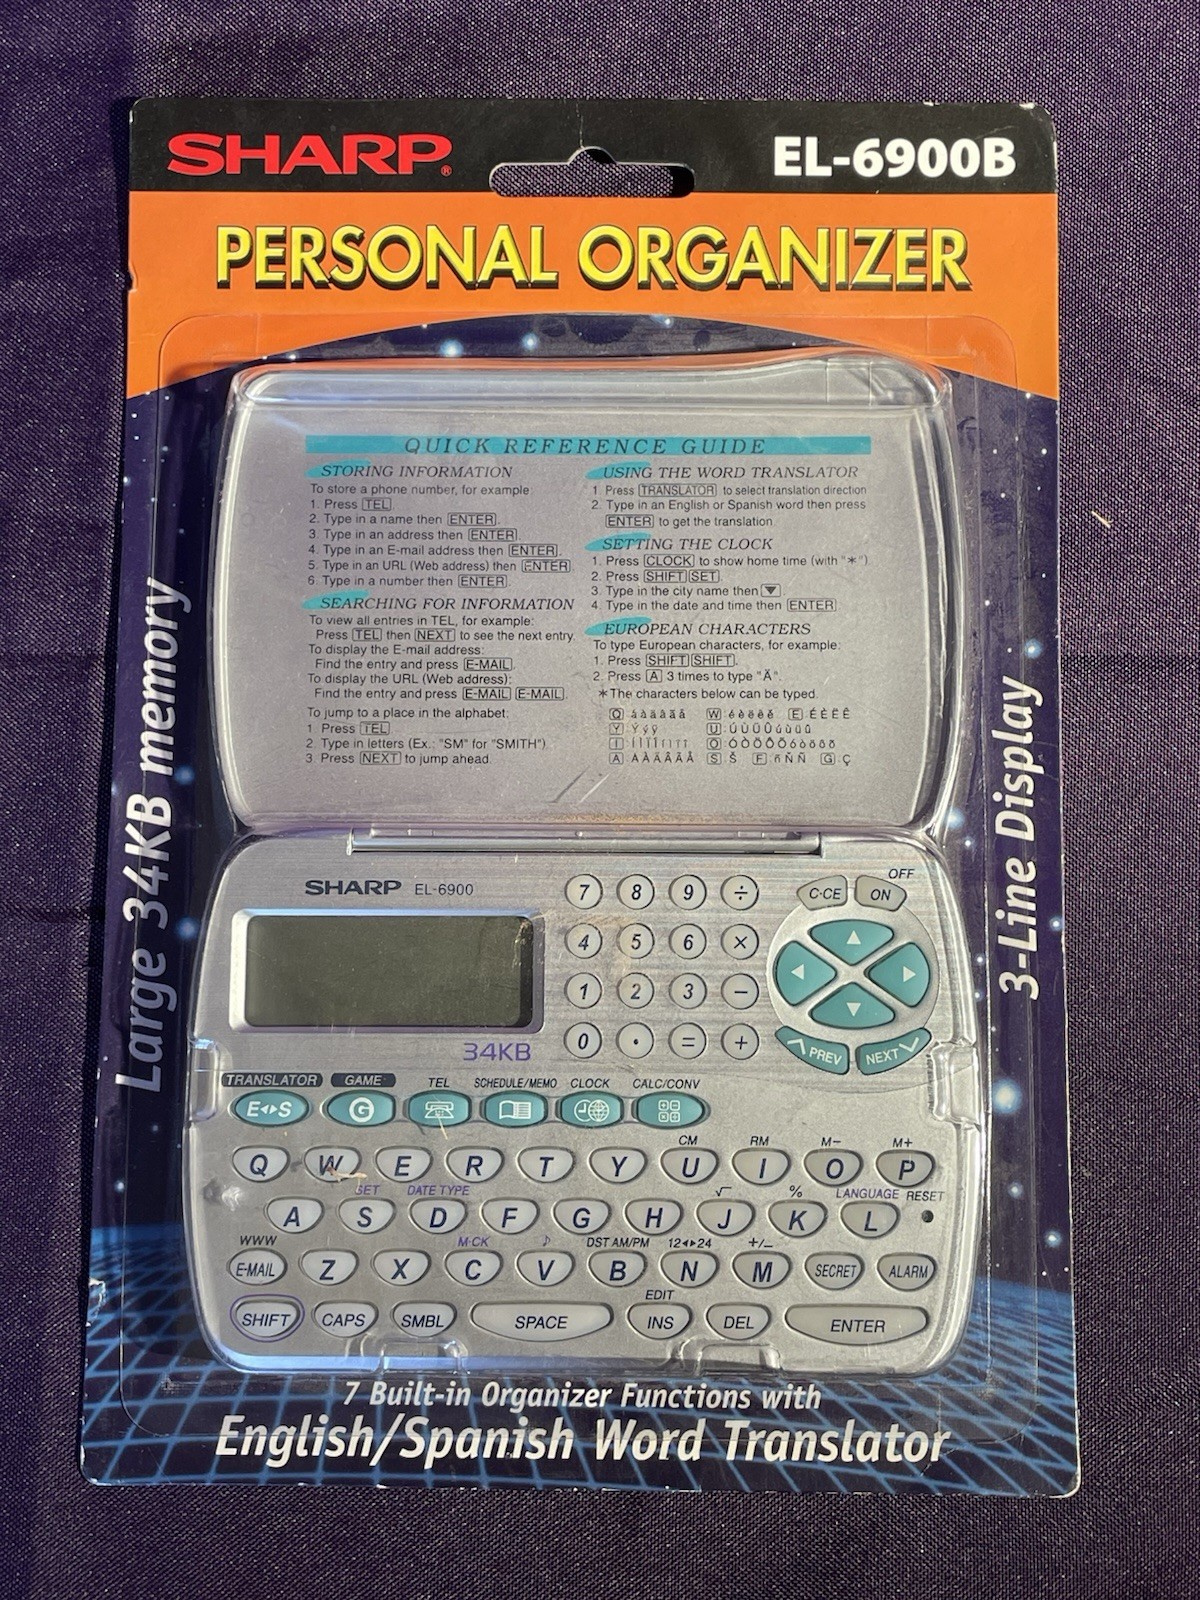 SHARP®
EL-6900B
PERSONAL ORGANIZER
Large 34KB memory
3-Line Display
QUICK REFERENCE GUIDE
STORING INFORMATION
To store a phone number, for example:
1. Press TEL.
2. Type in a name then ENTER.
3. Type in an address then ENTER.
4. Type in an E-mail address then ENTER.
5. Type in an URL (Web address) then ENTER.
6. Type in a number then ENTER.
SEARCHING FOR INFORMATION
To view all entries in TEL, for example:
Press TEL then NEXT to see the next entry.
To display the E-mail address:
Find the entry and press E-MAIL.
To display the URL (Web address):
Find the entry and press E-MAIL E-MAIL.
To jump to a place in the alphabet:
1. Press TEL.
2. Type in letters (Ex.: "SM" for "SMITH").
3. Press NEXT to jump ahead.
USING THE WORD TRANSLATOR
1. Press TRANSLATOR to select translation direction
2. Type in an English or Spanish word then press
ENTER to get the translation
SETTING THE CLOCK
1. Press CLOCK to show home time (with "*")
2. Press SHIFT SET.
3. Type in the city name then ▼
4. Type in the date and time then ENTER
EUROPEAN CHARACTERS
To type European characters, for example:
1. Press SHIFT SHIFT.
2. Press A 3 times to type "Ä".
*The characters below can be typed.
Q W E
Y U
I O
A S Š F ñÑ G Ç
SHARP EL-6900
34KB
7 8 9 ÷
4 5 6 ×
1 2 3 −
0 • = +
OFF
C·CE ON
▲
◀ ▶
▼
PREV NEXT
TRANSLATOR GAME TEL SCHEDULE/MEMO CLOCK CALC/CONV
E◂▸S G
CM RM M− M+
Q W E R T Y U I O P
SET DATE TYPE √ % LANGUAGE RESET
A S D F G H J K L
WWW M·CK ♪ DST AM/PM 12◂▸24 +/−
E-MAIL Z X C V B N M SECRET ALARM
EDIT
SHIFT CAPS SMBL SPACE INS DEL ENTER
7 Built-in Organizer Functions with
English/Spanish Word Translator